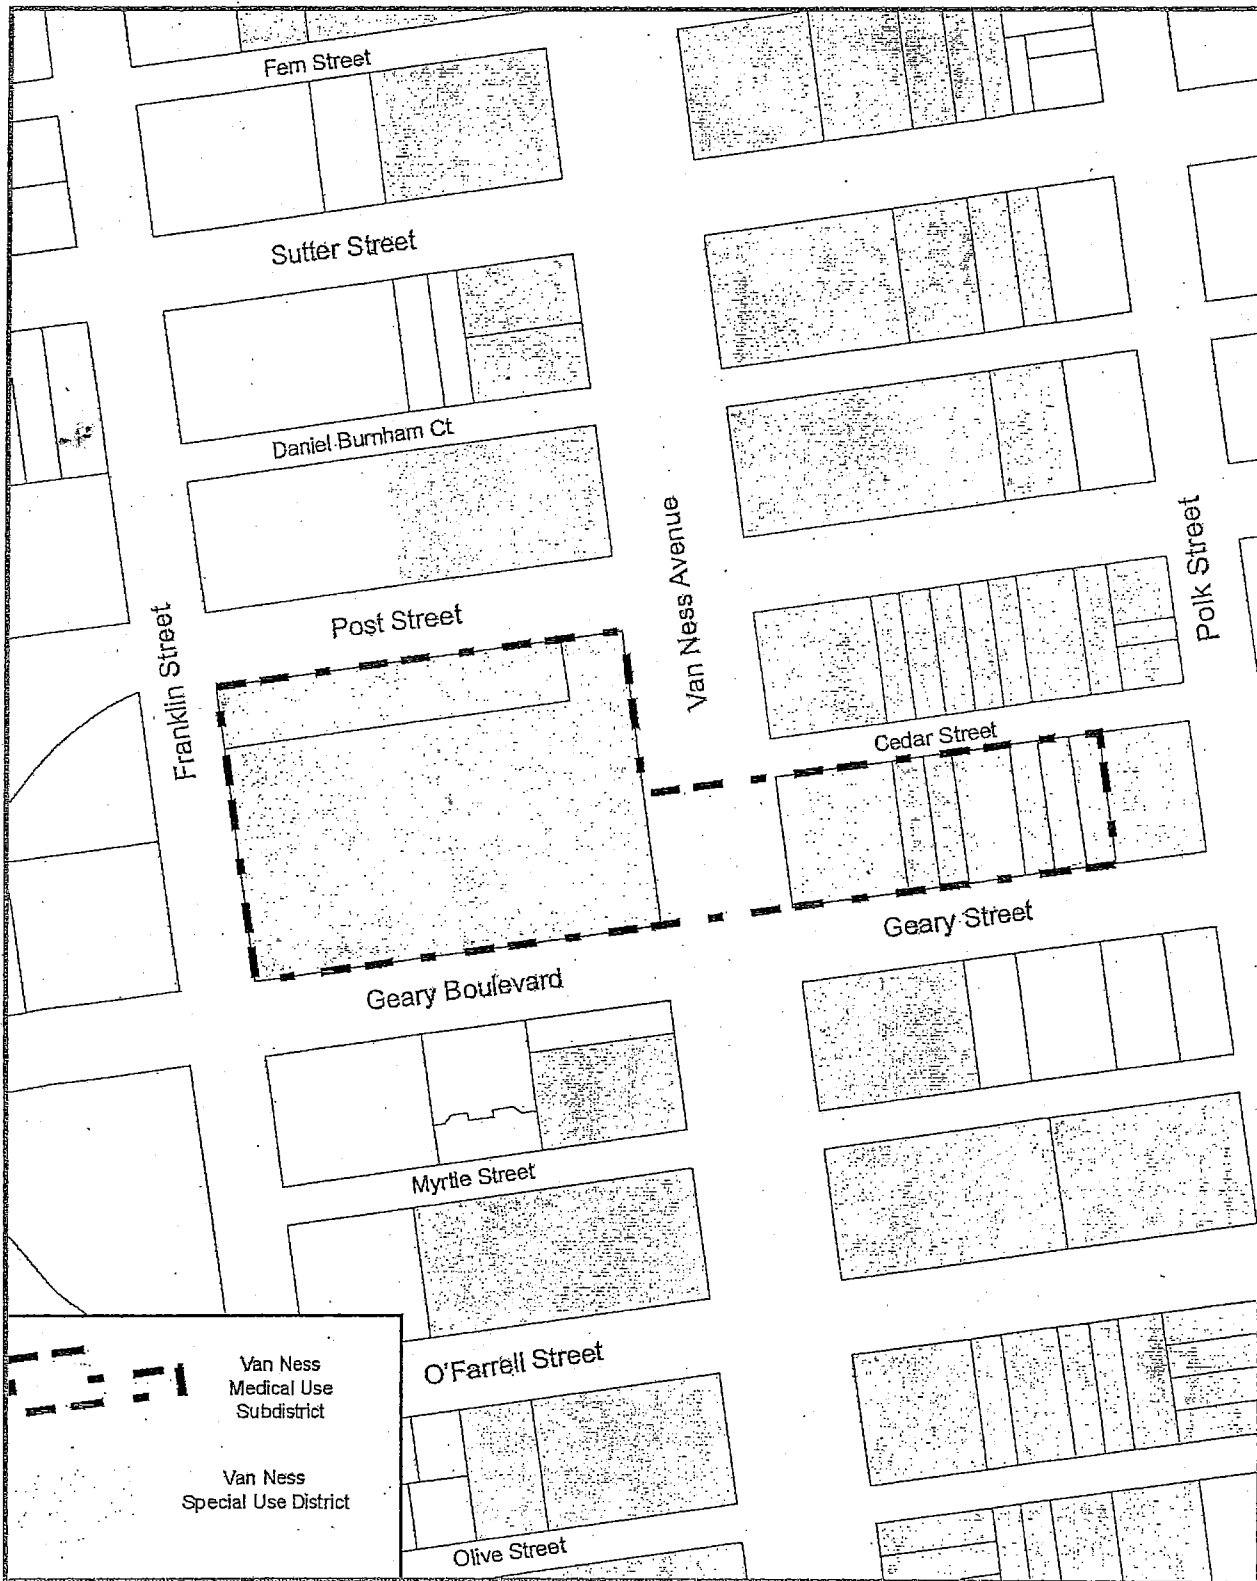 Fern Street
Sutter Street
Daniel Burnham Ct
Post Street
Franklin Street
Van Ness Avenue
Polk Street
Cedar Street
Geary Street
Geary Boulevard
Myrtle Street
O'Farrell Street
Olive Street
Van Ness
Medical Use
Subdistrict
Van Ness
Special Use District